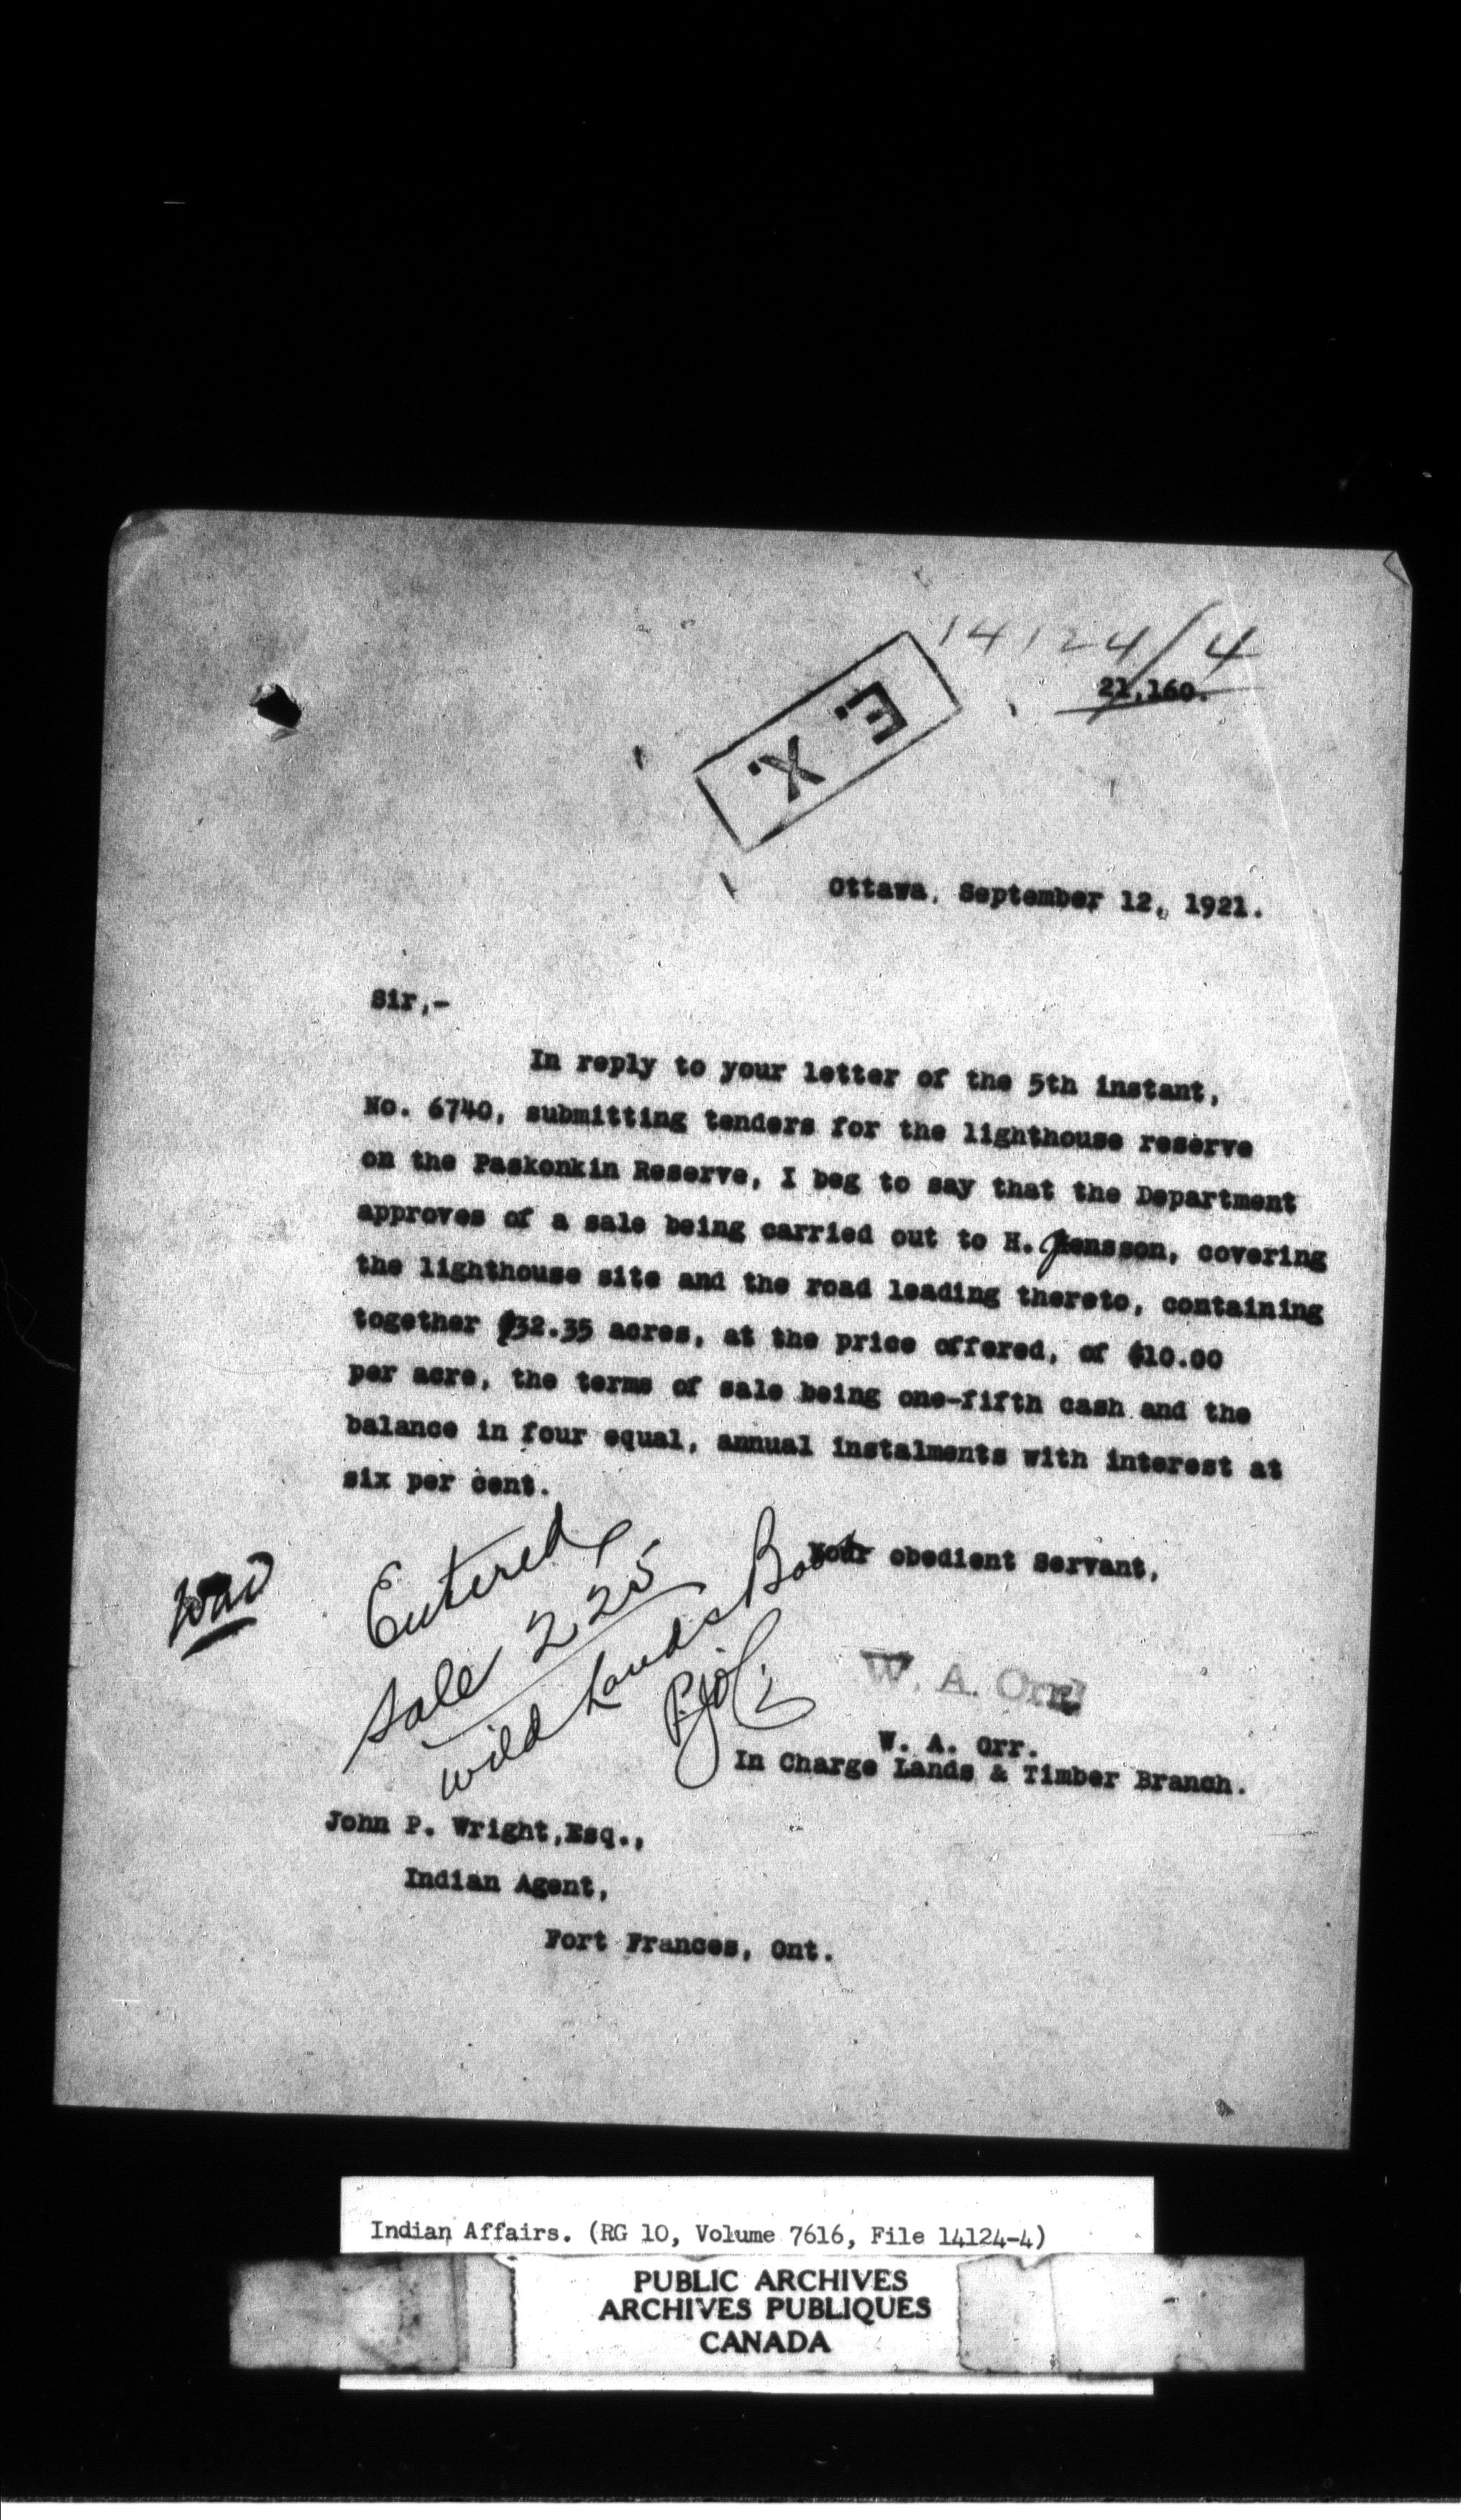 14124/4
21,160.
E. X.
Ottawa, September 12, 1921.
Sir,-
In reply to your letter of the 5th instant,
No. 6740, submitting tenders for the lighthouse reserve
on the Paskonkin Reserve, I beg to say that the Department
approves of a sale being carried out to H. Jensson, covering
the lighthouse site and the road leading thereto, containing
together 32.35 acres, at the price offered, of $10.00
per acre, the terms of sale being one-fifth cash and the
balance in four equal, annual instalments with interest at
six per cent.
Your obedient Servant,
Entered
Sale 225
Wild Lands Book
W. A. Orr
W. A. Orr.
In Charge Lands & Timber Branch.
John P. Wright,Esq.,
Indian Agent,
Fort Frances, Ont.
Indian Affairs. (RG 10, Volume 7616, File 14124-4)
PUBLIC ARCHIVES
ARCHIVES PUBLIQUES
CANADA